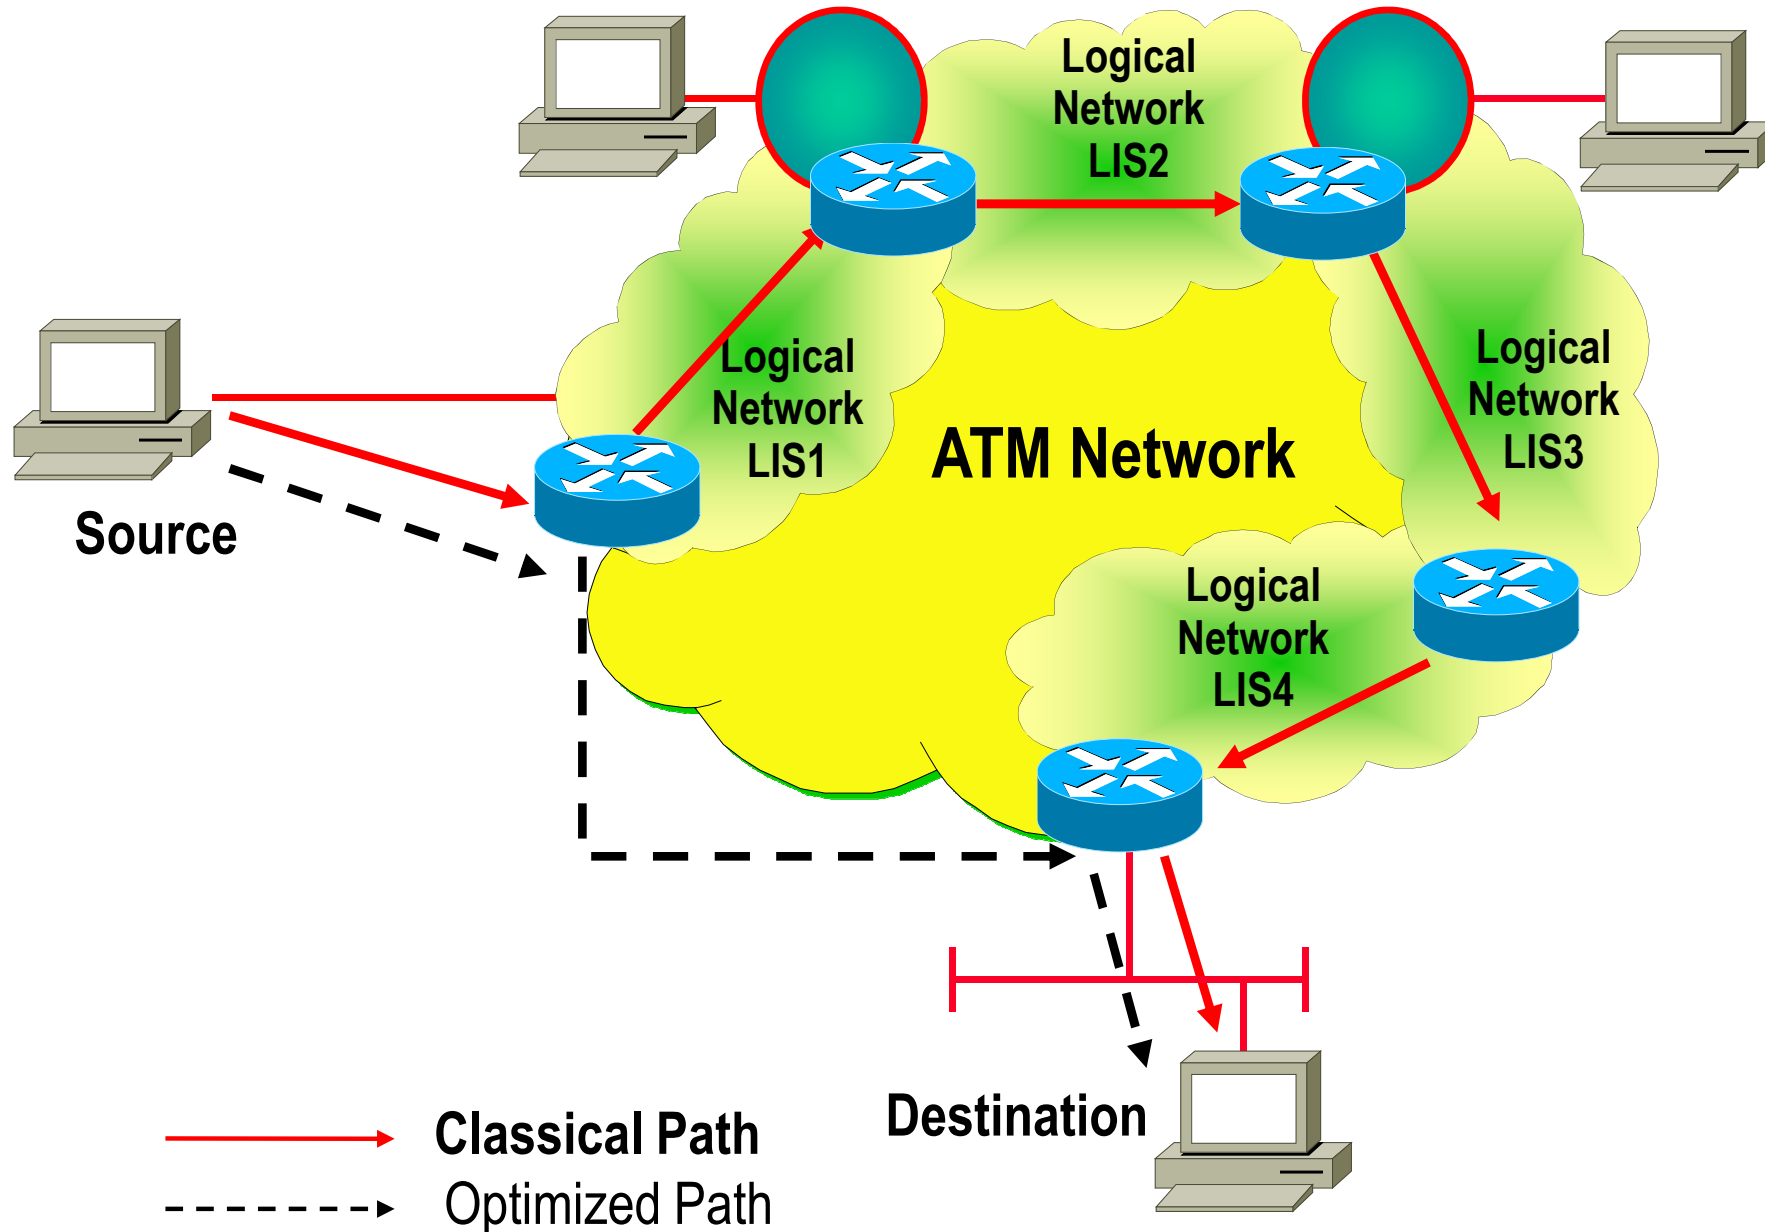 Logical
Network
LIS2
Logical
Network
LIS1
Logical
Network
LIS3
ATM Network
Source
Logical
Network
LIS4
Destination
Classical Path
Optimized Path